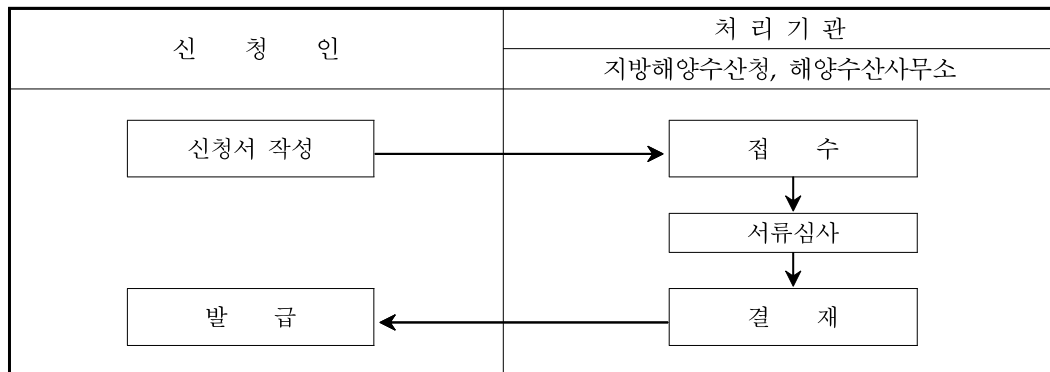 신 청 인
처 리 기 관
지방해양수산청, 해양수산사무소
신청서 작성
접 수
서류심사
발 급
결 재